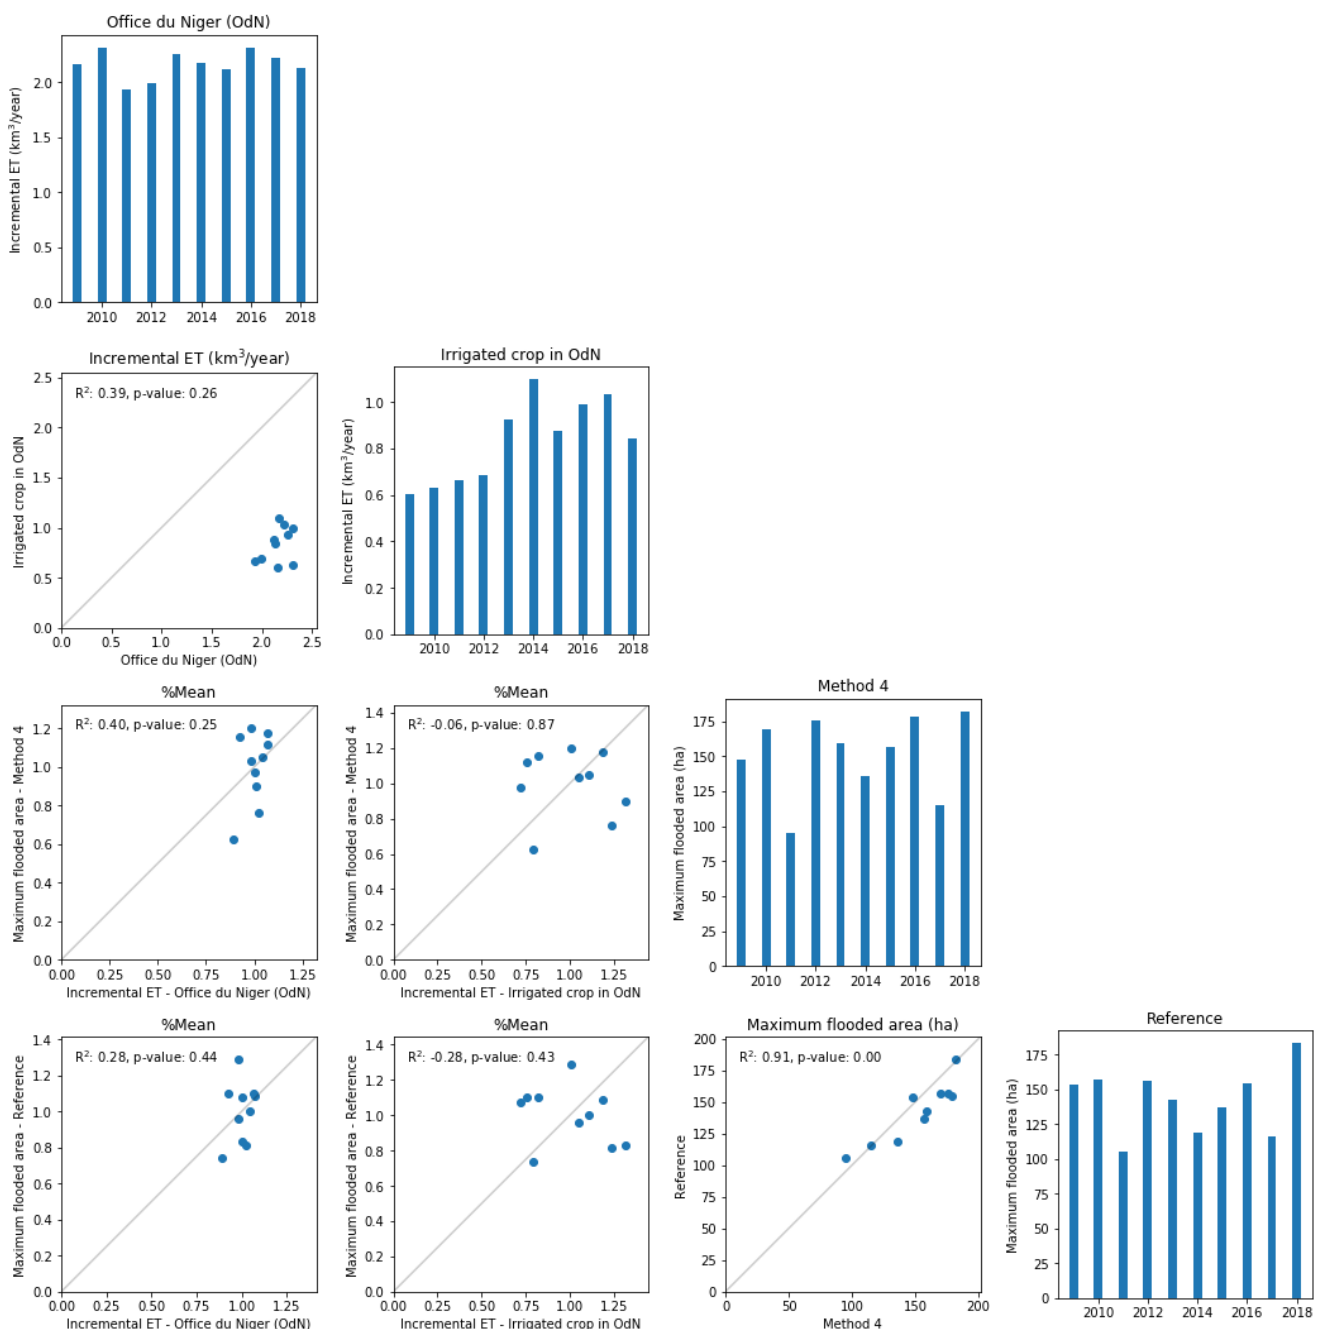 Office du Niger (OdN)
Incremental ET (km³/year)
2.0
1.5
1.0
0.5
0.0
2010 2012 2014 2016 2018
Incremental ET (km³/year)
R²: 0.39, p-value: 0.26
Irrigated crop in OdN
2.5
2.0
1.5
1.0
0.5
0.0
0.0 0.5 1.0 1.5 2.0 2.5
Office du Niger (OdN)
Irrigated crop in OdN
Incremental ET (km³/year)
1.0
0.8
0.6
0.4
0.2
0.0
2010 2012 2014 2016 2018
%Mean
R²: 0.40, p-value: 0.25
Maximum flooded area - Method 4
1.2
1.0
0.8
0.6
0.4
0.2
0.0
0.00 0.25 0.50 0.75 1.00 1.25
Incremental ET - Office du Niger (OdN)
%Mean
R²: -0.06, p-value: 0.87
Maximum flooded area - Method 4
1.4
1.2
1.0
0.8
0.6
0.4
0.2
0.0
0.00 0.25 0.50 0.75 1.00 1.25
Incremental ET - Irrigated crop in OdN
Method 4
Maximum flooded area (ha)
175
150
125
100
75
50
25
0
2010 2012 2014 2016 2018
%Mean
R²: 0.28, p-value: 0.44
Maximum flooded area - Reference
1.4
1.2
1.0
0.8
0.6
0.4
0.2
0.0
0.00 0.25 0.50 0.75 1.00 1.25
Incremental ET - Office du Niger (OdN)
%Mean
R²: -0.28, p-value: 0.43
Maximum flooded area - Reference
1.4
1.2
1.0
0.8
0.6
0.4
0.2
0.0
0.00 0.25 0.50 0.75 1.00 1.25
Incremental ET - Irrigated crop in OdN
Maximum flooded area (ha)
R²: 0.91, p-value: 0.00
Reference
200
175
150
125
100
75
50
25
0
0 50 100 150 200
Method 4
Reference
Maximum flooded area (ha)
175
150
125
100
75
50
25
0
2010 2012 2014 2016 2018